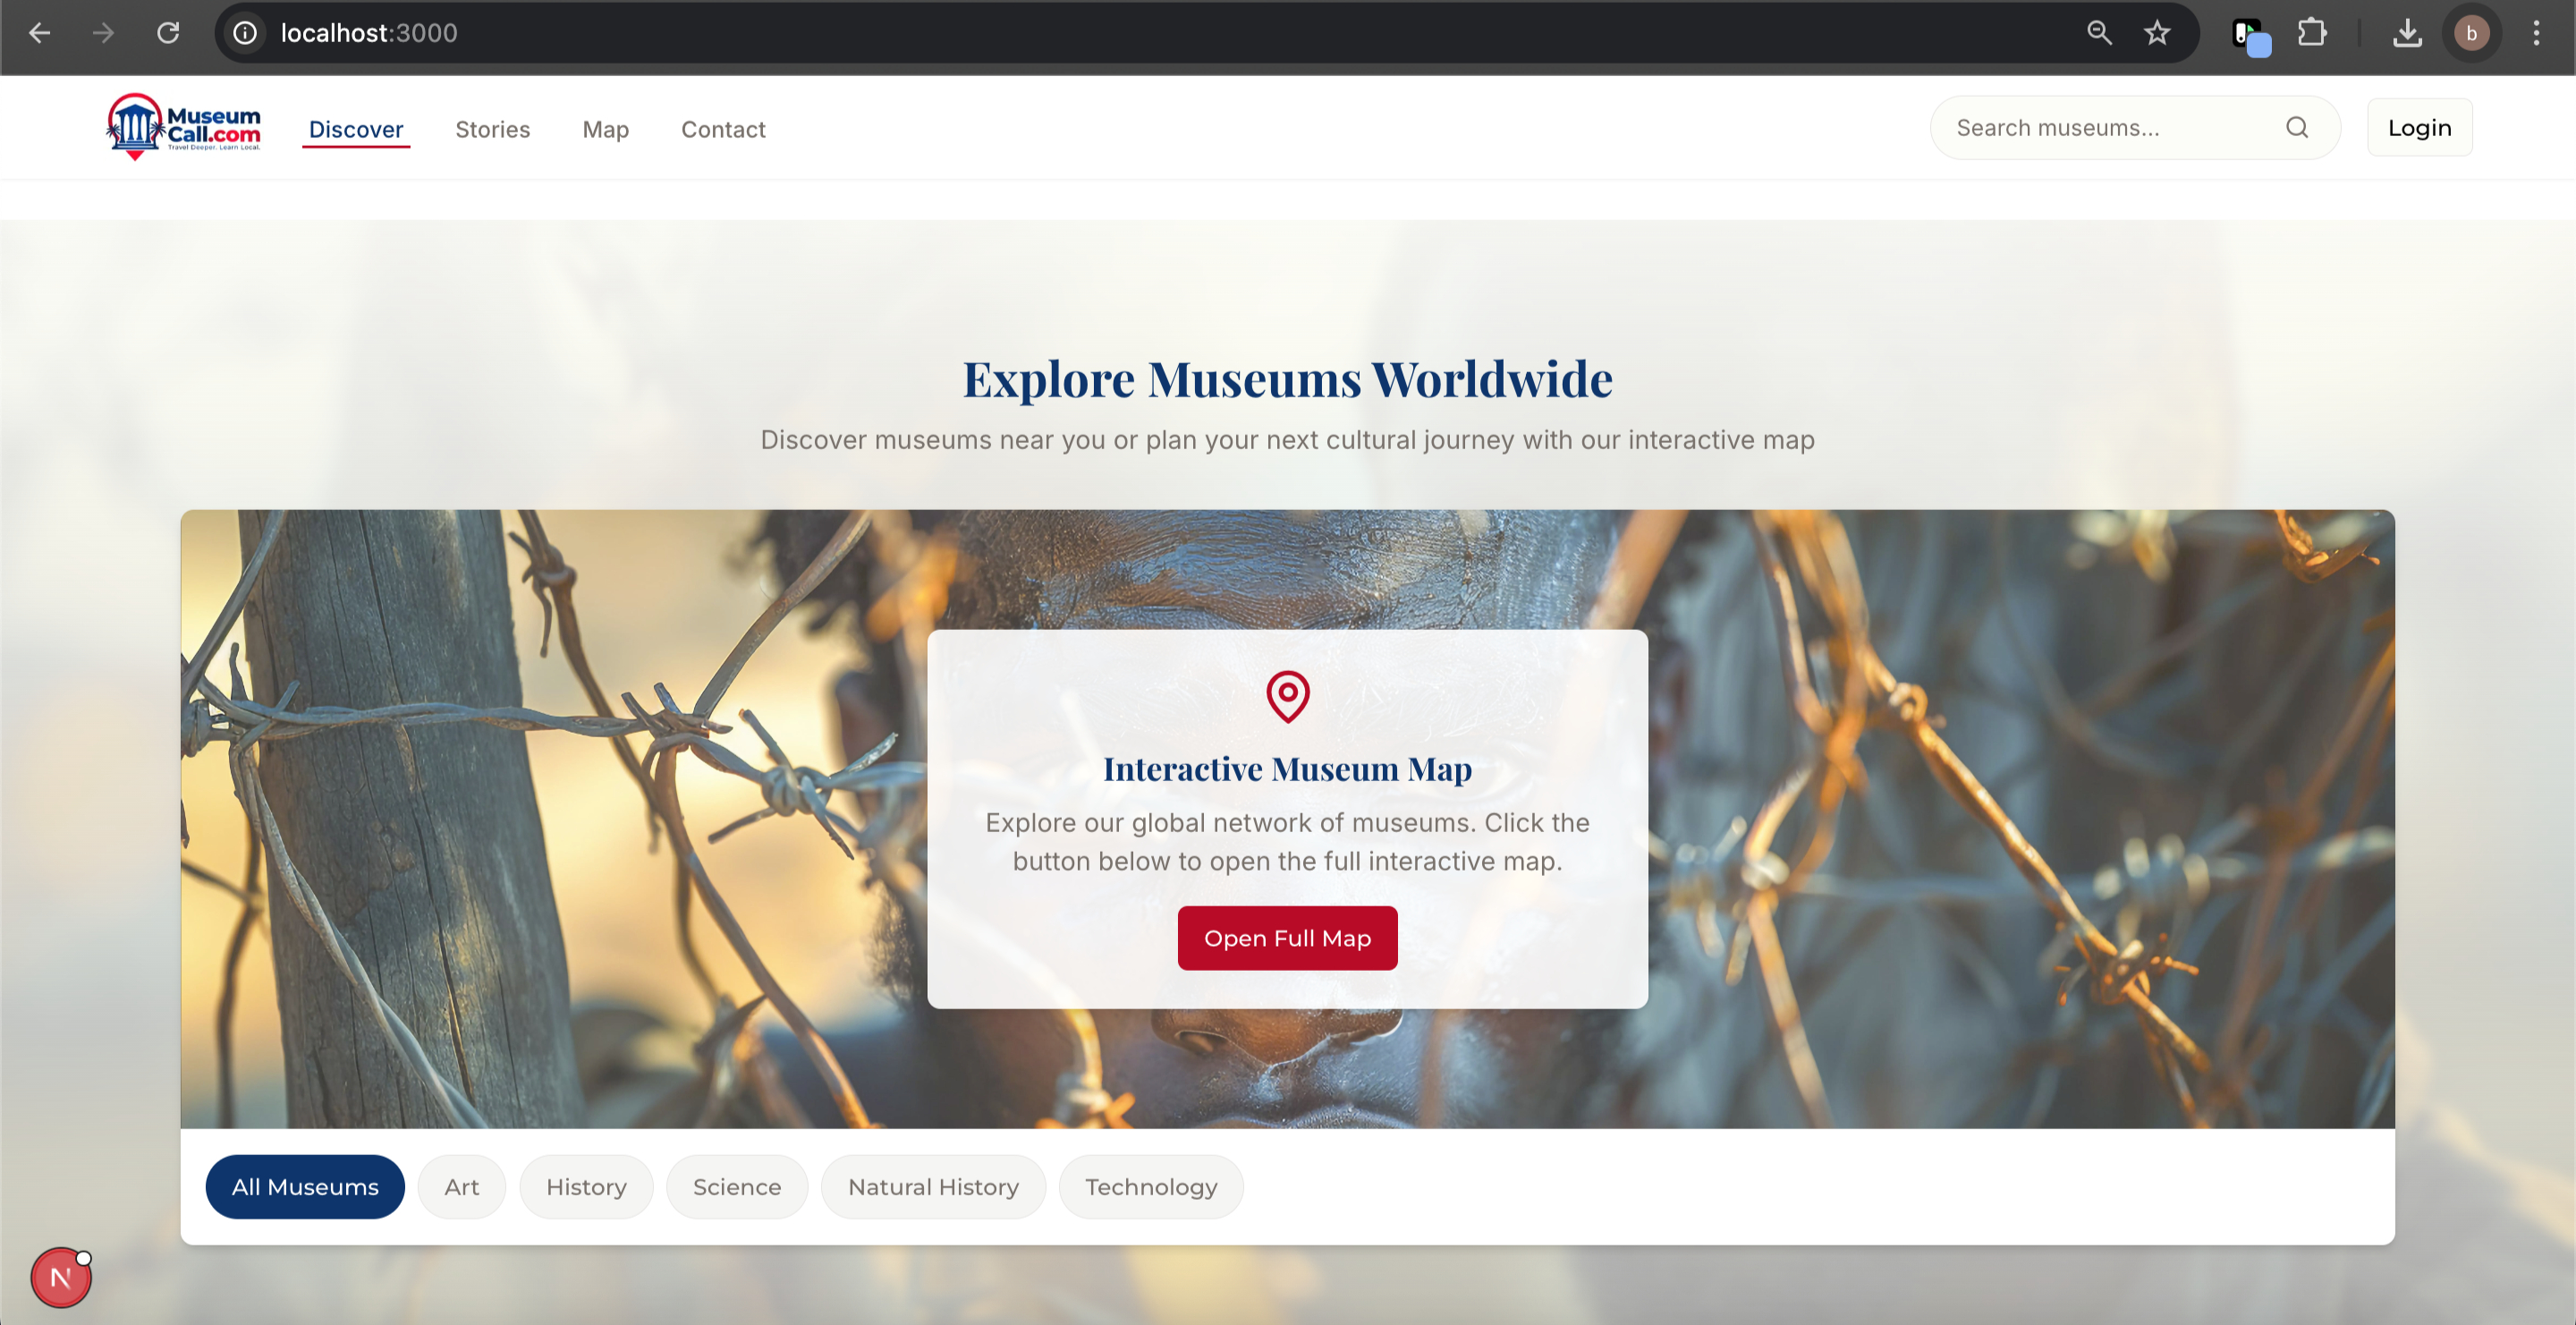 localhost:3000
b
Museum
Call.com
Travel Deeper. Learn Local.
Discover
Stories
Map
Contact
Search museums...
Login
Explore Museums Worldwide
Discover museums near you or plan your next cultural journey with our interactive map
Interactive Museum Map
Explore our global network of museums. Click the
button below to open the full interactive map.
Open Full Map
All Museums
Art
History
Science
Natural History
Technology
N